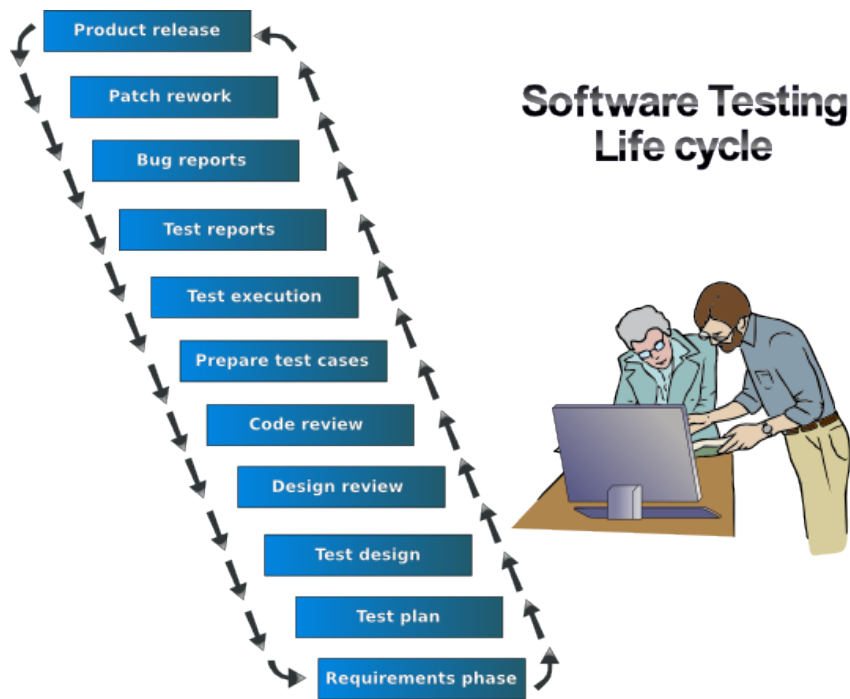 Product release
Patch rework
Bug reports
Test reports
Test execution
Prepare test cases
Code review
Design review
Test design
Test plan
Requirements phase
Software Testing
Life cycle